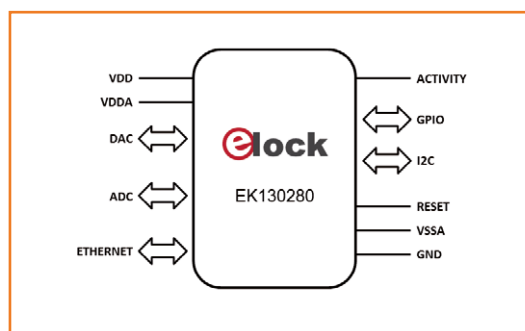 VDD
VDDA
DAC
ADC
ETHERNET
elock
EK130280
ACTIVITY
GPIO
I2C
RESET
VSSA
GND